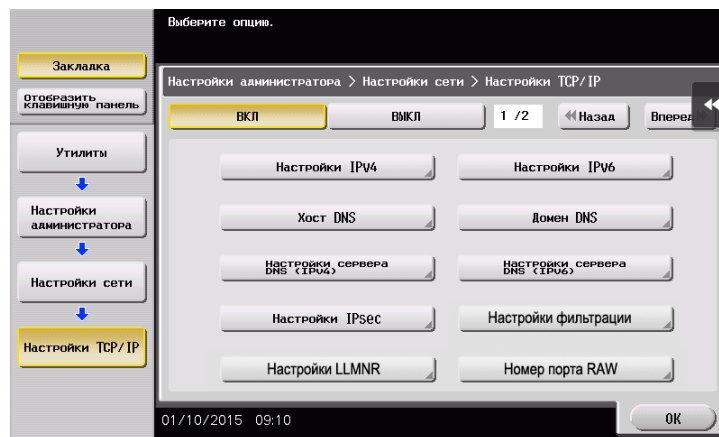 Выберите опцию.
Закладка
Отобразить
клавишную панель
Утилиты
Настройки
администратора
Настройки сети
Настройки TCP/IP
Настройки администратора > Настройки сети > Настройки TCP/IP
ВКЛ
ВЫКЛ
1 /2
Назад
Вперед
Настройки IPv4
Настройки IPv6
Хост DNS
Домен DNS
Настройки сервера
DNS (IPv4)
Настройки сервера
DNS (IPv6)
Настройки IPsec
Настройки фильтрации
Настройки LLMNR
Номер порта RAW
01/10/2015 09:10
OK